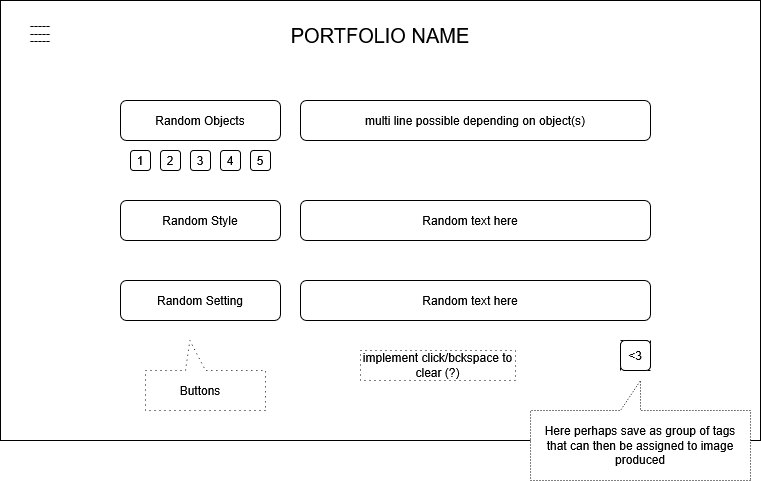 PORTFOLIO NAME
Random Objects
multi line possible depending on object(s)
1 2 3 4 5
Random Style
Random text here
Random Setting
Random text here
implement click/bckspace to
clear (?)
<3
Buttons
Here perhaps save as group of tags
that can then be assigned to image
produced